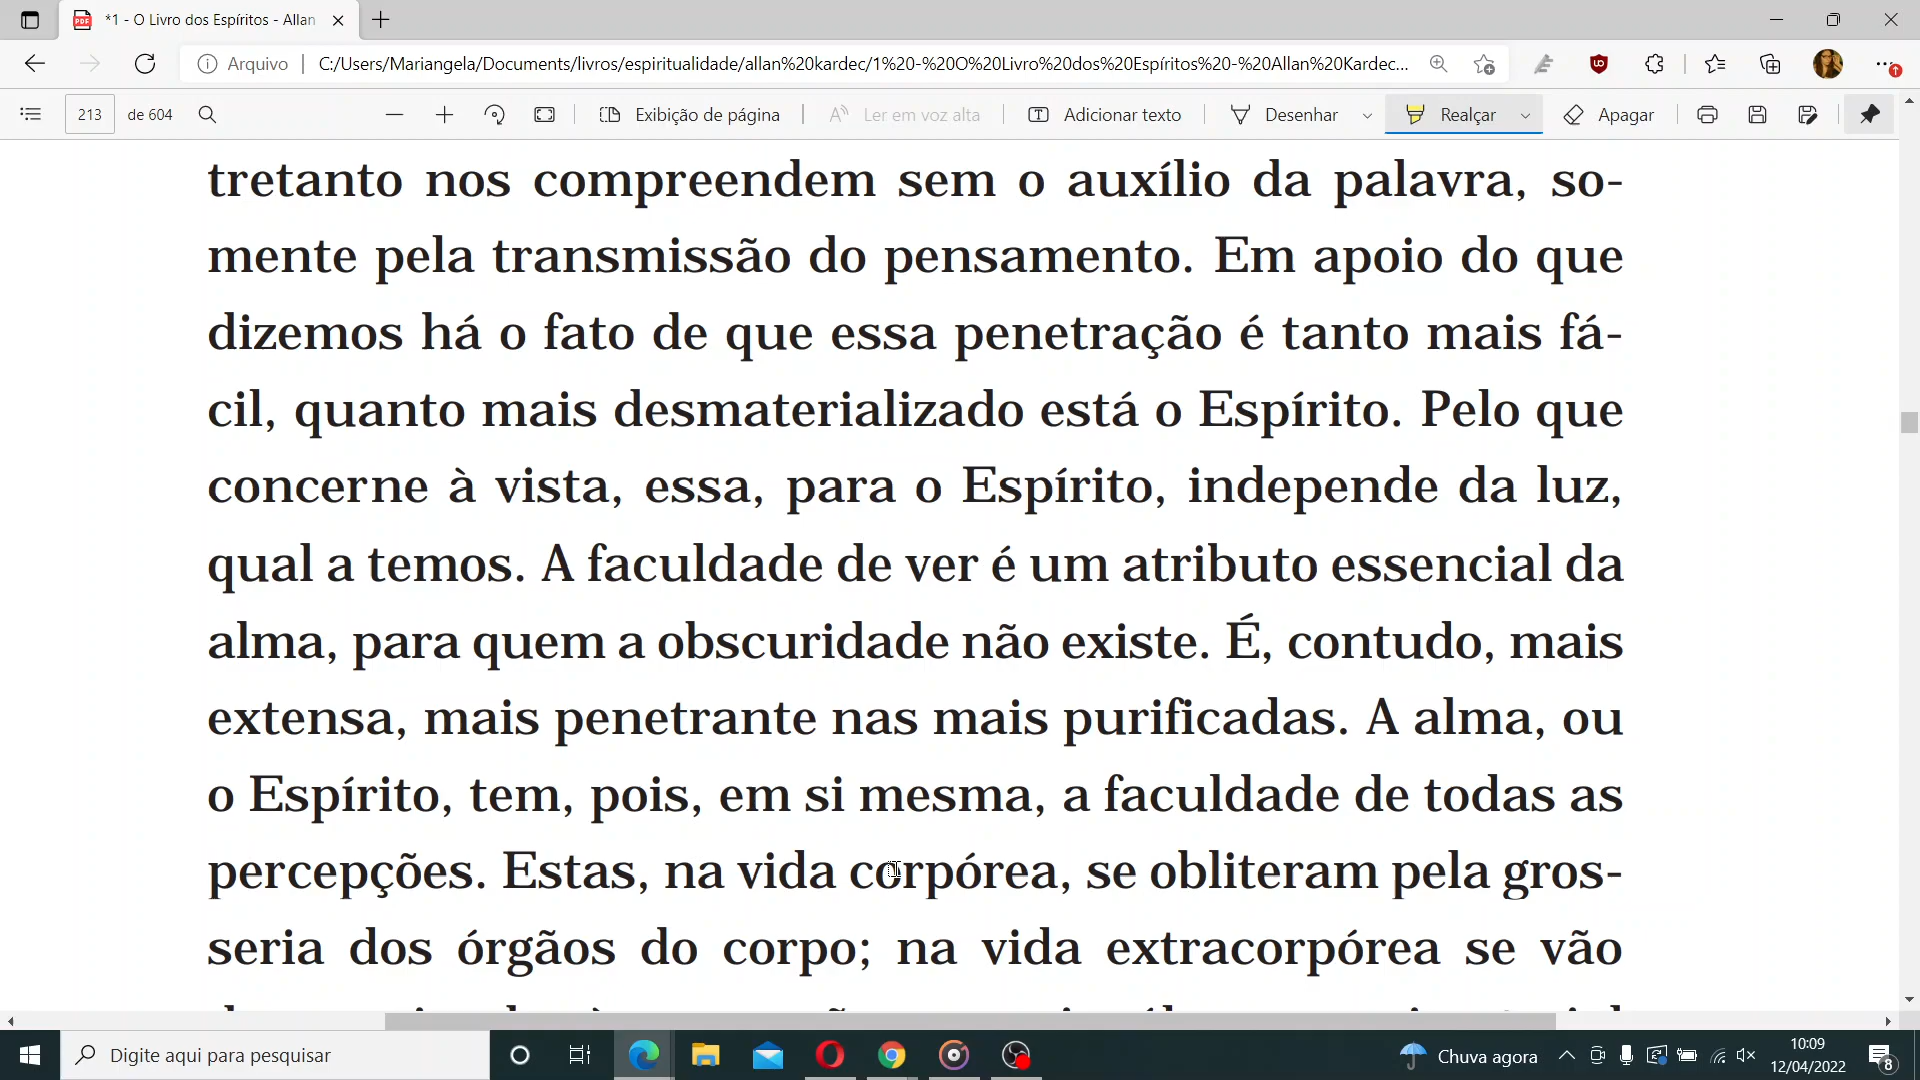 *1 - O Livro dos Espíritos - Allan
Arquivo
C:/Users/Mariangela/Documents/livros/espiritualidade/allan%20kardec/1%20-%20O%20Livro%20dos%20Espíritos%20-%20Allan%20Kardec...
213 de 604
Exibição de página
Ler em voz alta
Adicionar texto
Desenhar
Realçar
Apagar
tretanto nos compreendem sem o auxílio da palavra, so-
mente pela transmissão do pensamento. Em apoio do que
dizemos há o fato de que essa penetração é tanto mais fá-
cil, quanto mais desmaterializado está o Espírito. Pelo que
concerne à vista, essa, para o Espírito, independe da luz,
qual a temos. A faculdade de ver é um atributo essencial da
alma, para quem a obscuridade não existe. É, contudo, mais
extensa, mais penetrante nas mais purificadas. A alma, ou
o Espírito, tem, pois, em si mesma, a faculdade de todas as
percepções. Estas, na vida corpórea, se obliteram pela gros-
seria dos órgãos do corpo; na vida extracorpórea se vão
Digite aqui para pesquisar
Chuva agora
10:09
12/04/2022
8